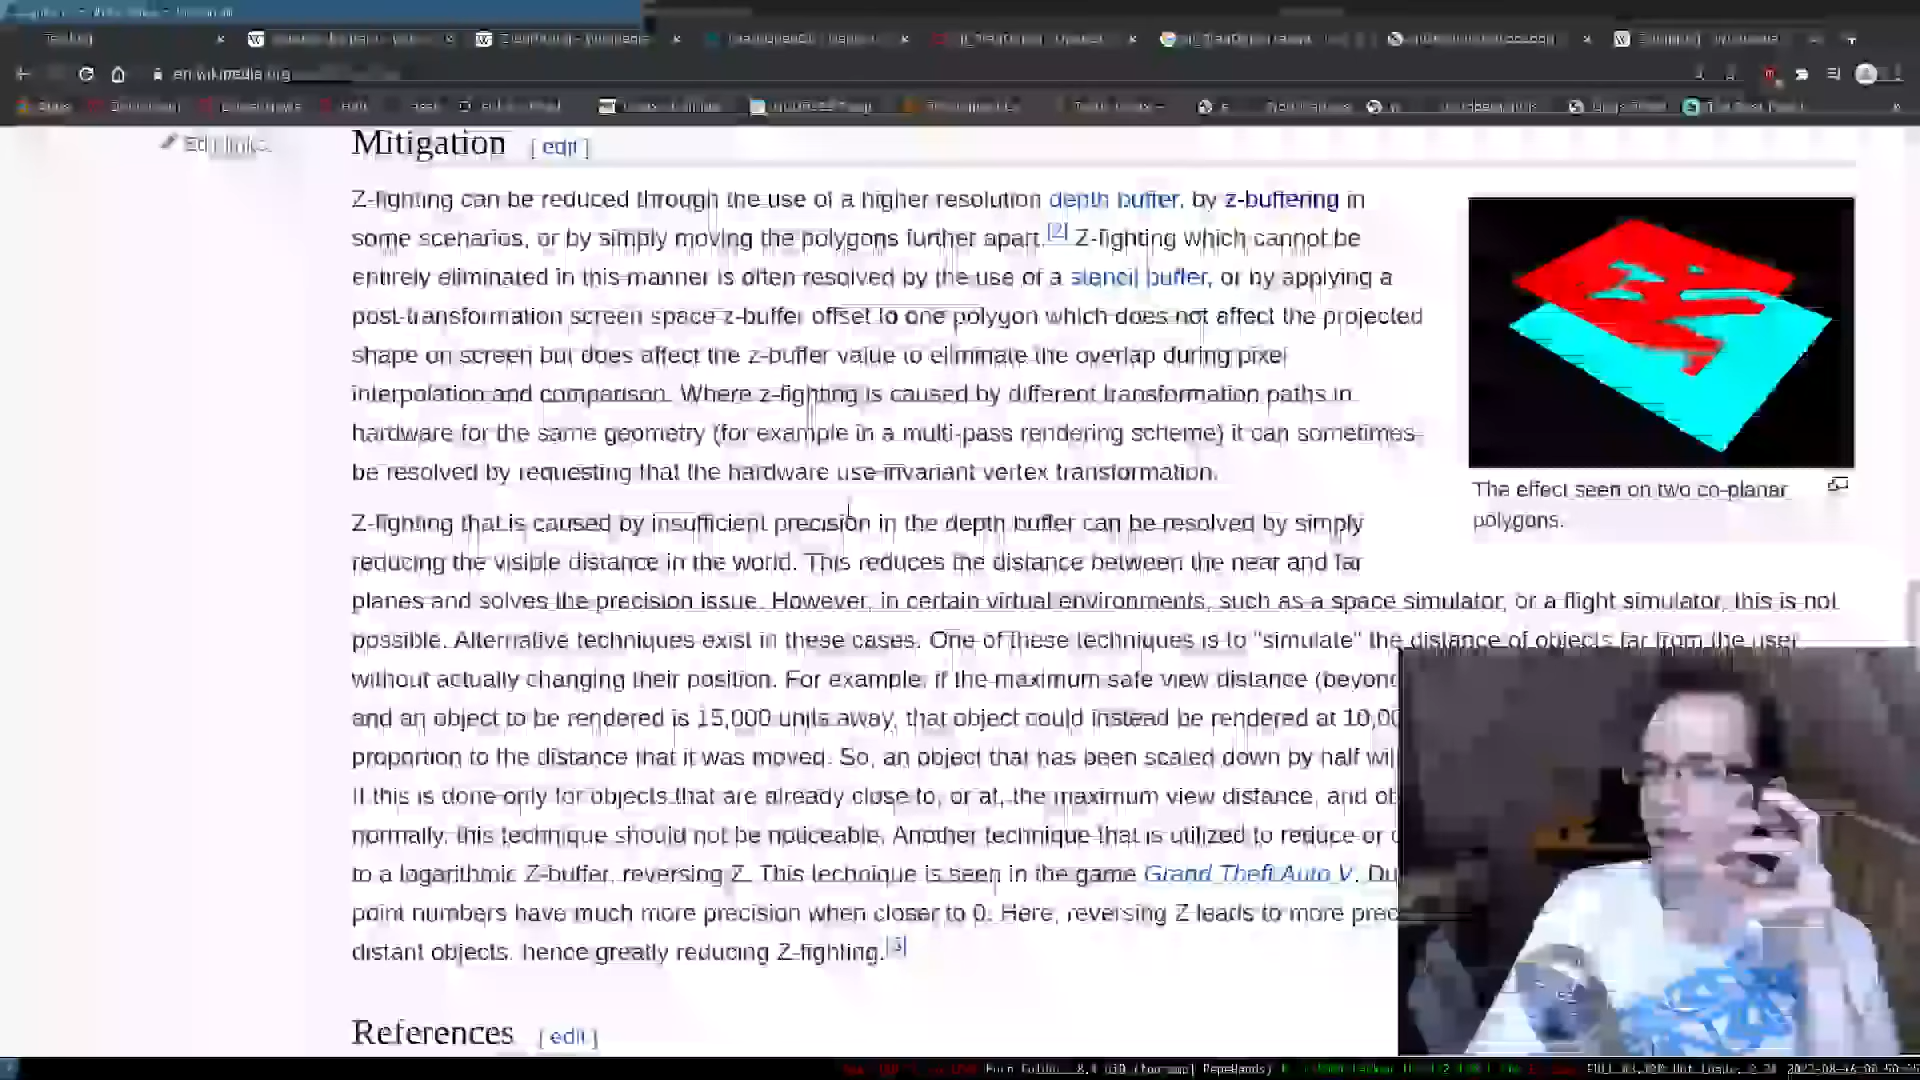 en.wikipedia.org
Edit links
Mitigation [ edit ]
Z-fighting can be reduced through the use of a higher resolution depth buffer, by z-buffering in
some scenarios, or by simply moving the polygons further apart.[2] Z-fighting which cannot be
entirely eliminated in this manner is often resolved by the use of a stencil buffer, or by applying a
post-transformation screen space z-buffer offset to one polygon which does not affect the projected
shape on screen but does affect the z-buffer value to eliminate the overlap during pixel
interpolation and comparison. Where z-fighting is caused by different transformation paths in
hardware for the same geometry (for example in a multi-pass rendering scheme) it can sometimes
be resolved by requesting that the hardware use invariant vertex transformation.
The effect seen on two co-planar
polygons.
Z-fighting that is caused by insufficient precision in the depth buffer can be resolved by simply
reducing the visible distance in the world. This reduces the distance between the near and far
planes and solves the precision issue. However, in certain virtual environments, such as a space simulator, or a flight simulator, this is not
possible. Alternative techniques exist in these cases. One of these techniques is to "simulate" the distance of objects far from the user
without actually changing their position. For example, if the maximum safe view distance (beyond
and an object to be rendered is 15,000 units away, that object could instead be rendered at 10,00
proportion to the distance that it was moved. So, an object that has been scaled down by half wil
If this is done only for objects that are already close to, or at, the maximum view distance, and ob
normally, this technique should not be noticeable. Another technique that is utilized to reduce or c
to a logarithmic Z-buffer, reversing Z. This technique is seen in the game Grand Theft Auto V. Du
point numbers have much more precision when closer to 0. Here, reversing Z leads to more prec
distant objects, hence greatly reducing Z-fighting.[3]
References [ edit ]